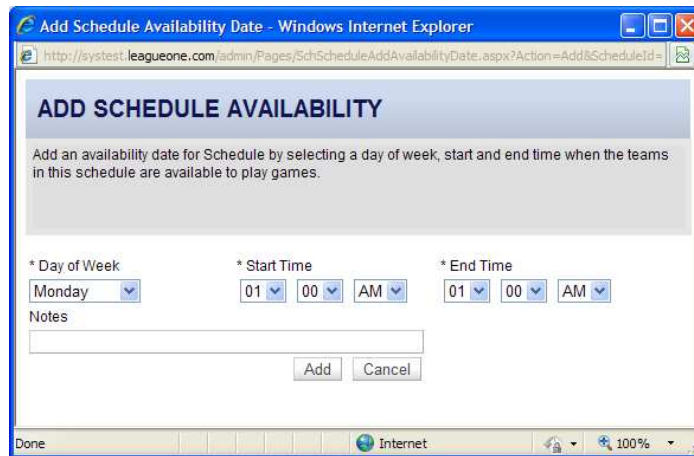 Add Schedule Availability Date - Windows Internet Explorer
http://systest.leagueone.com/admin/Pages/SchScheduleAddAvailabilityDate.aspx?Action=Add&ScheduleId=
ADD SCHEDULE AVAILABILITY
Add an availability date for Schedule by selecting a day of week, start and end time when the teams
in this schedule are available to play games.
* Day of Week * Start Time * End Time
Monday 01 00 AM 01 00 AM
Notes
Add Cancel
Done Internet 100%